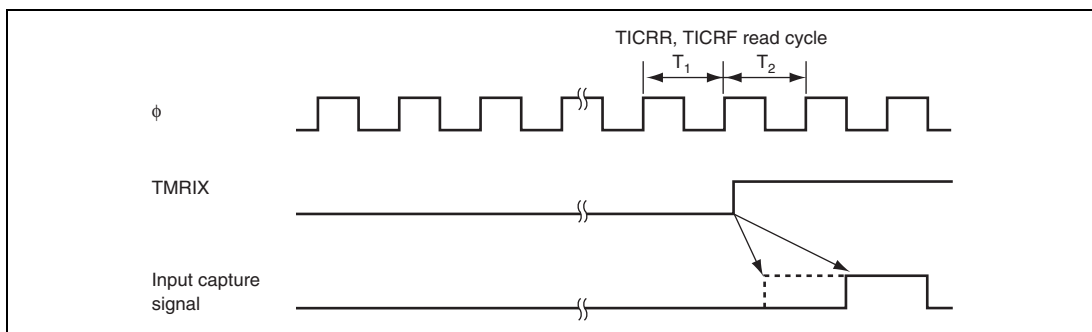 TICRR, TICRF read cycle
T1 T2
ϕ
TMRIX
Input capture
signal